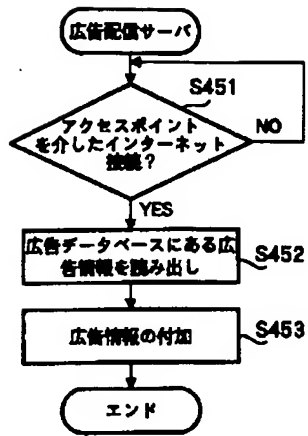 広告配信サーバ
S451
アクセスポイント
を介したインターネット
接続？
NO
YES
広告データベースにある広
告情報を読み出し
S452
広告情報の付加
S453
エンド